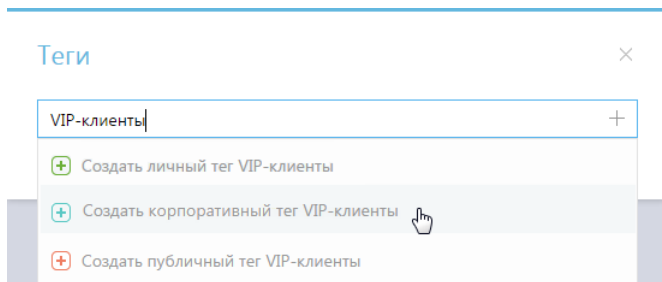 Теги
VIP-клиенты
Создать личный тег VIP-клиенты
Создать корпоративный тег VIP-клиенты
Создать публичный тег VIP-клиенты